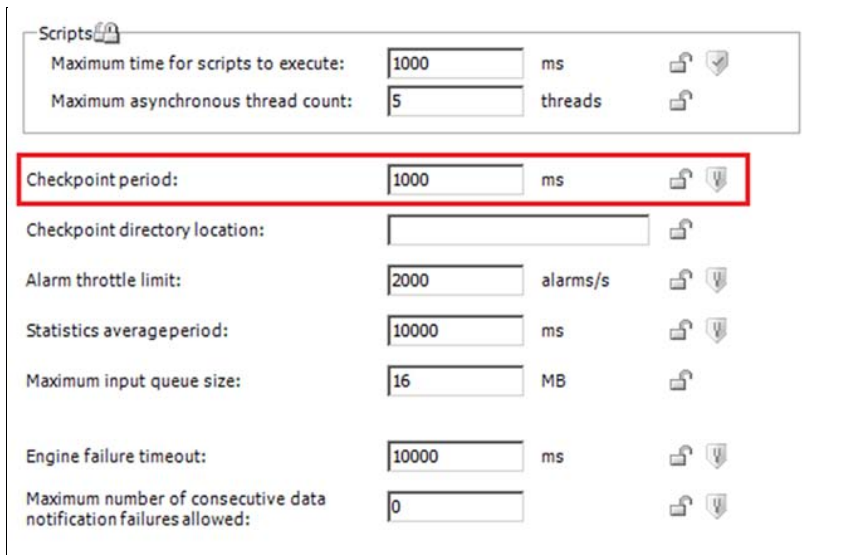 Scripts
Maximum time for scripts to execute: 1000 ms
Maximum asynchronous thread count: 5 threads
Checkpoint period: 1000 ms
Checkpoint directory location:
Alarm throttle limit: 2000 alarms/s
Statistics averageperiod: 10000 ms
Maximum input queue size: 16 MB
Engine failure timeout: 10000 ms
Maximum number of consecutive data
notification failuresallowed: 0